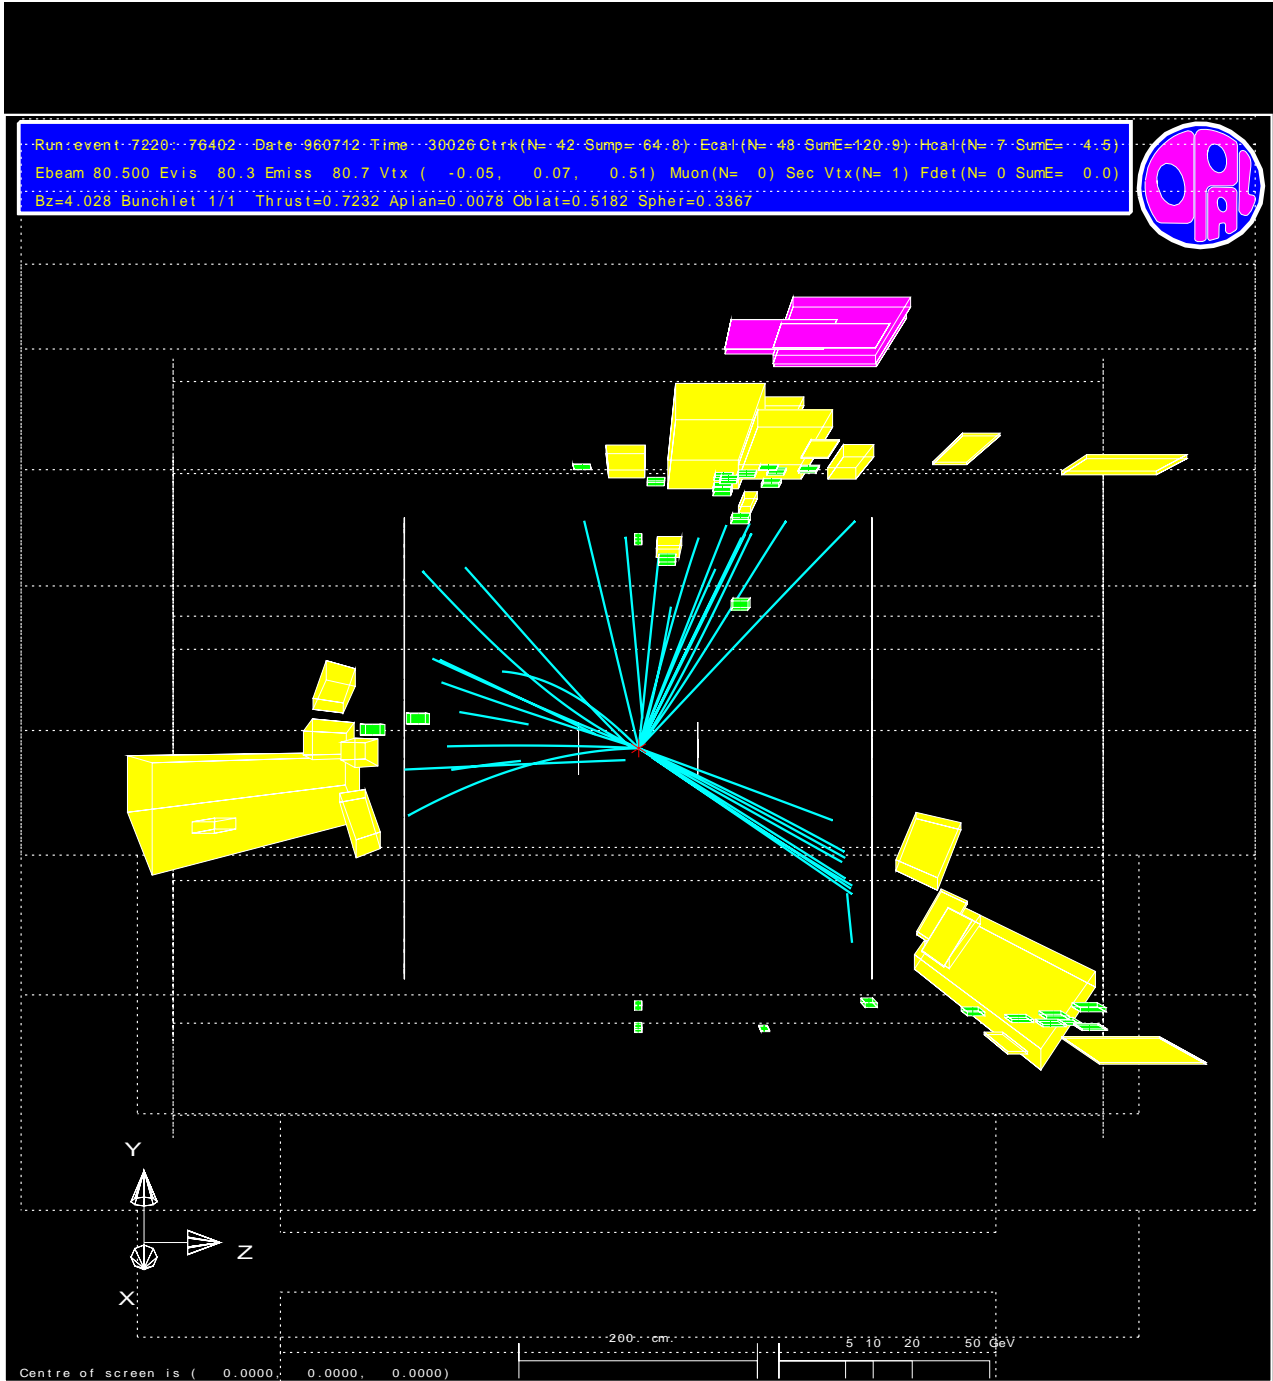 Run:event 7220: 76402 Date 960712 Time 30026 Ctrk(N= 42 Sump= 64.8) Ecal(N= 48 SumE=120.9) Hcal(N= 7 SumE= 4.5)
Ebeam 80.500 Evis 80.3 Emiss 80.7 Vtx ( -0.05, 0.07, 0.51) Muon(N= 0) Sec Vtx(N= 1) Fdet(N= 0 SumE= 0.0)
Bz=4.028 Bunchlet 1/1 Thrust=0.7232 Aplan=0.0078 Oblat=0.5182 Spher=0.3367
OPAL
Y
Z
X
200. cm.
5 10 20 50 GeV
Centre of screen is ( 0.0000, 0.0000, 0.0000)